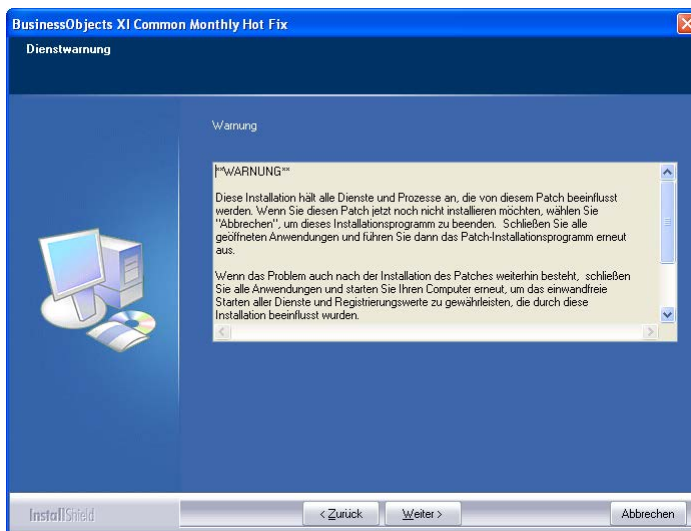 BusinessObjects XI Common Monthly Hot Fix
Dienstwarnung
Warnung
**WARNUNG**
Diese Installation hält alle Dienste und Prozesse an, die von diesem Patch beeinflusst
werden. Wenn Sie diesen Patch jetzt noch nicht installieren möchten, wählen Sie
"Abbrechen", um dieses Installationsprogramm zu beenden. Schließen Sie alle
geöffneten Anwendungen und führen Sie dann das Patch-Installationsprogramm erneut
aus.
Wenn das Problem auch nach der Installation des Patches weiterhin besteht, schließen
Sie alle Anwendungen und starten Sie Ihren Computer erneut, um das einwandfreie
Starten aller Dienste und Registrierungswerte zu gewährleisten, die durch diese
Installation beeinflusst wurden.
InstallShield
< Zurück
Weiter >
Abbrechen